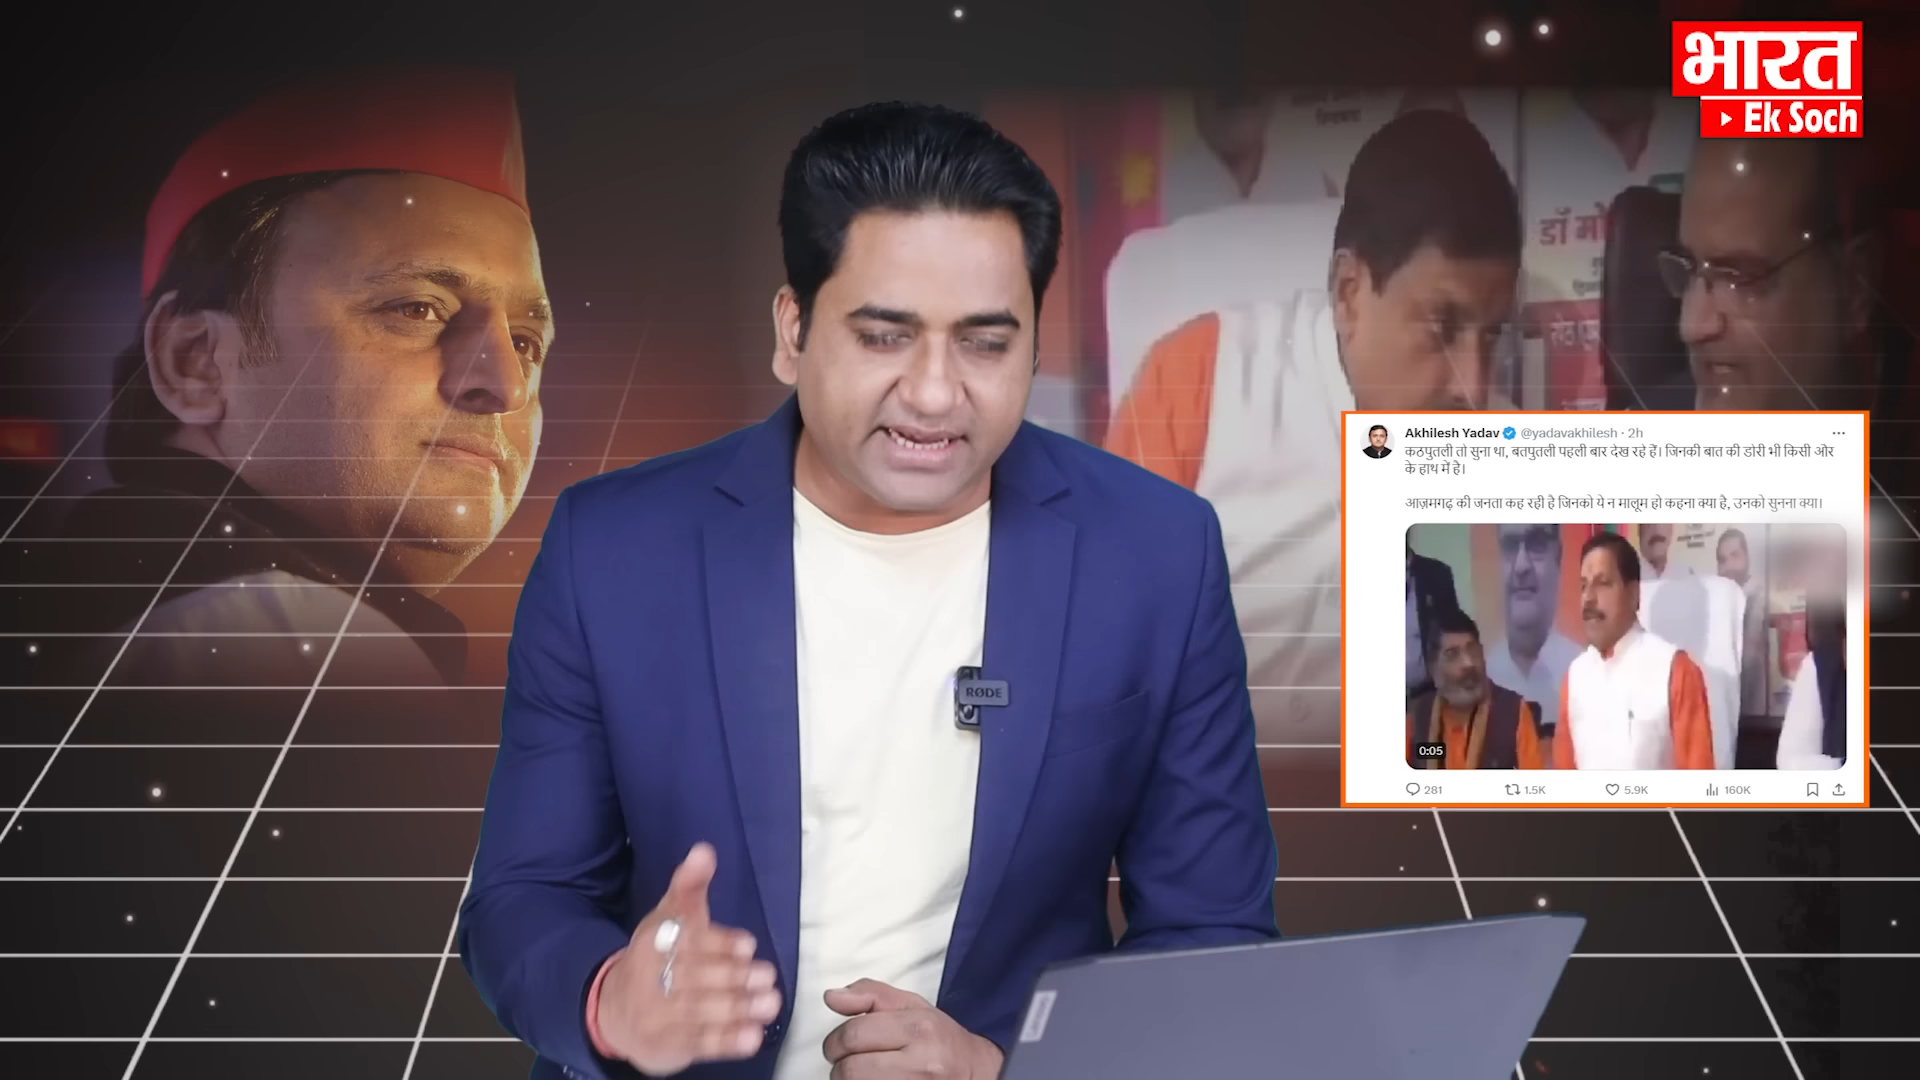 भारत
Ek Soch
डॉ मो
Akhilesh Yadav @yadavakhilesh · 2h
कठपुतली तो सुना था, बतपुतली पहली बार देख रहे हैं। जिनकी बात की डोरी भी किसी और
के हाथ में है।
आज़मगढ़ की जनता कह रही है जिनको ये न मालूम हो कहना क्या है, उनको सुनना क्या।
RØDE
0:05
281 1.5K 5.9K 160K